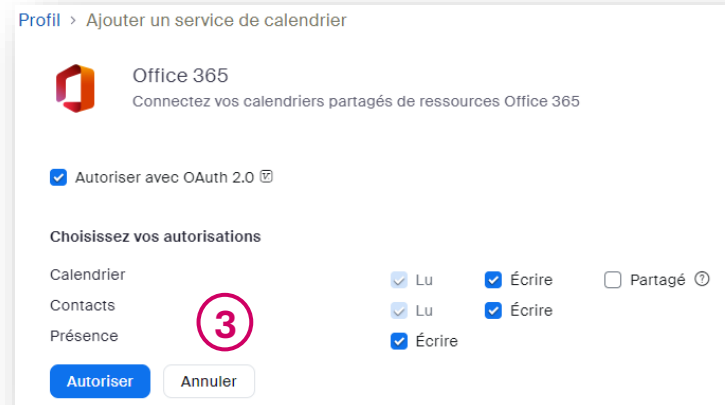 Profil > Ajouter un service de calendrier
Office 365
Connectez vos calendriers partagés de ressources Office 365
Autoriser avec OAuth 2.0
Choisissez vos autorisations
Calendrier Lu Écrire Partagé ?
Contacts Lu Écrire
Présence Écrire
3
Autoriser Annuler